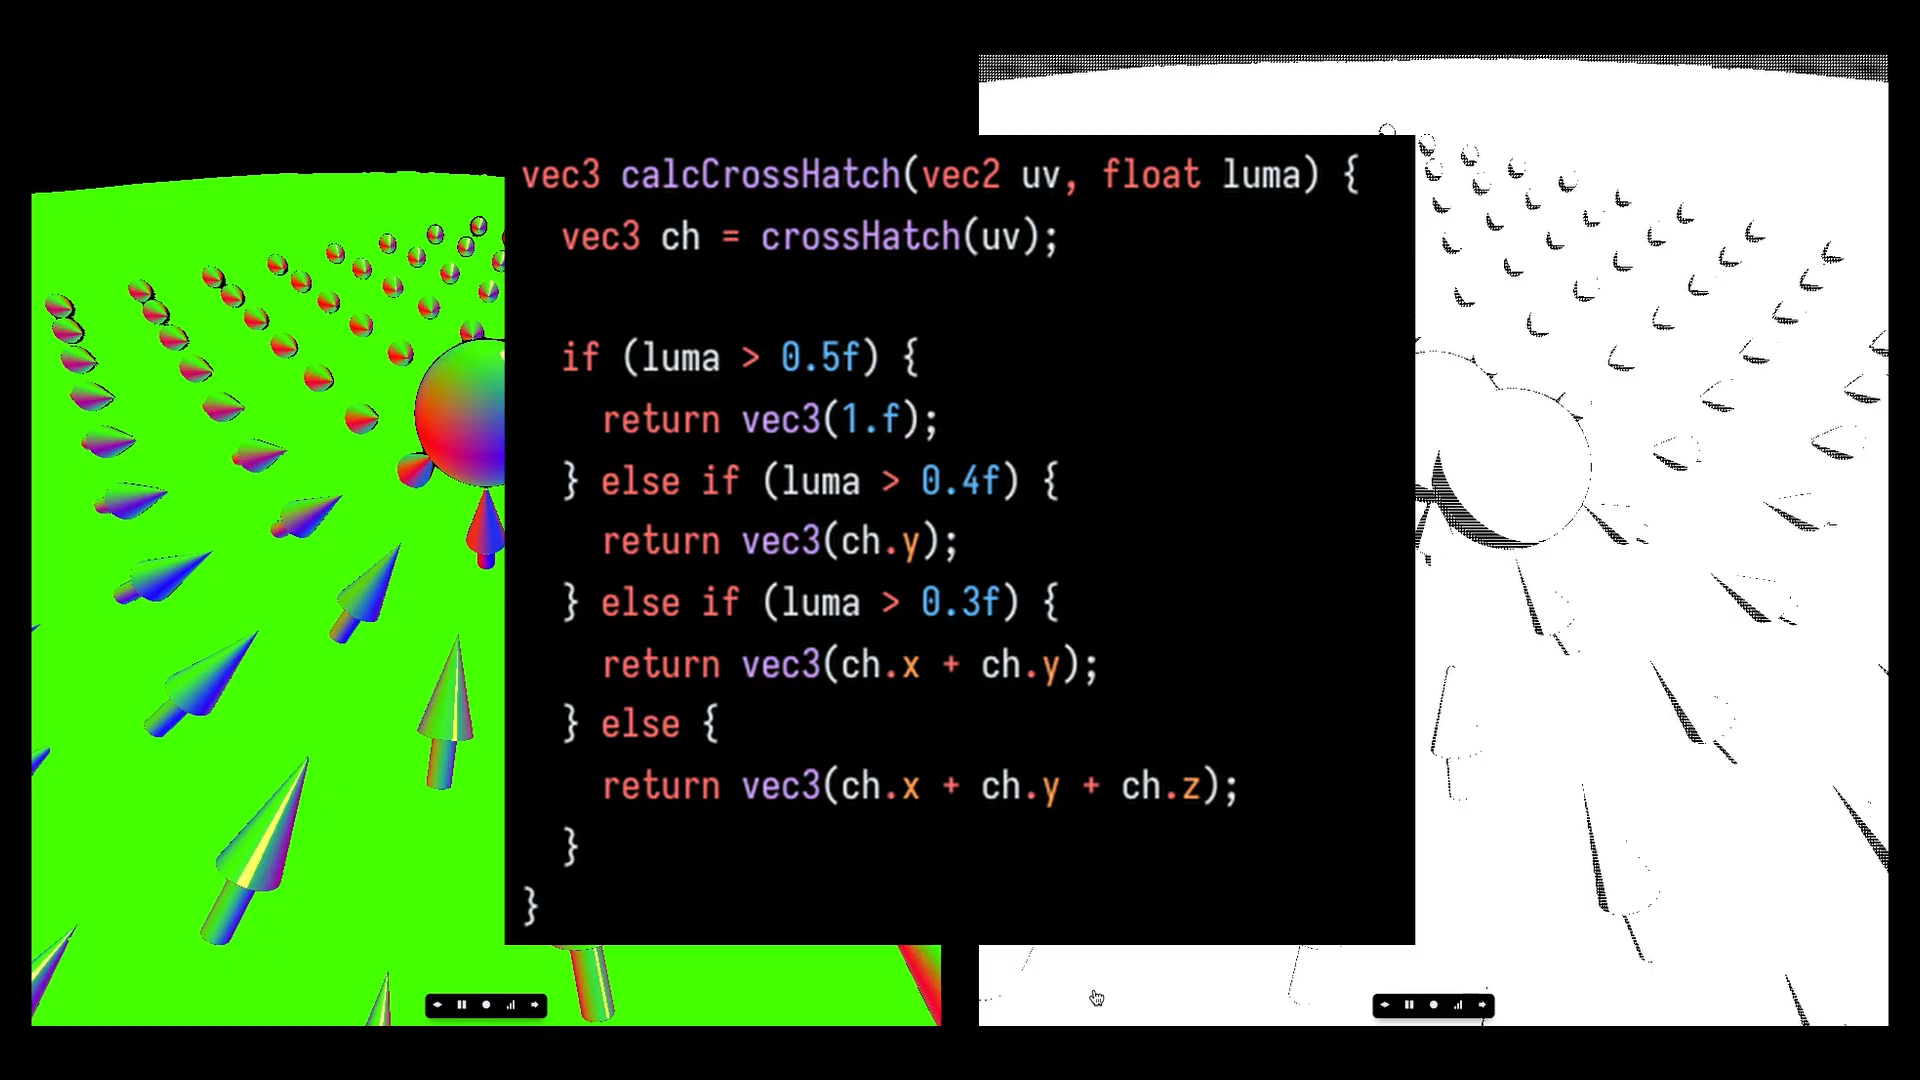 vec3 calcCrossHatch(vec2 uv, float luma) {
vec3 ch = crossHatch(uv);
if (luma > 0.5f) {
return vec3(1.f);
} else if (luma > 0.4f) {
return vec3(ch.y);
} else if (luma > 0.3f) {
return vec3(ch.x + ch.y);
} else {
return vec3(ch.x + ch.y + ch.z);
}
}